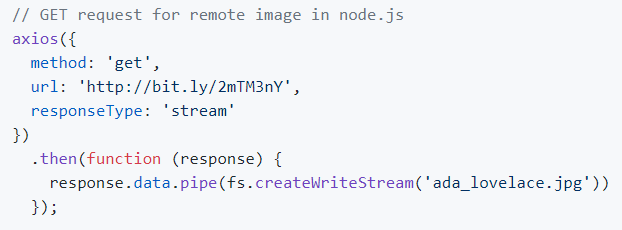 // GET request for remote image in node.js
axios({
  method: 'get',
  url: 'http://bit.ly/2mTM3nY',
  responseType: 'stream'
})
  .then(function (response) {
    response.data.pipe(fs.createWriteStream('ada_lovelace.jpg'))
  });